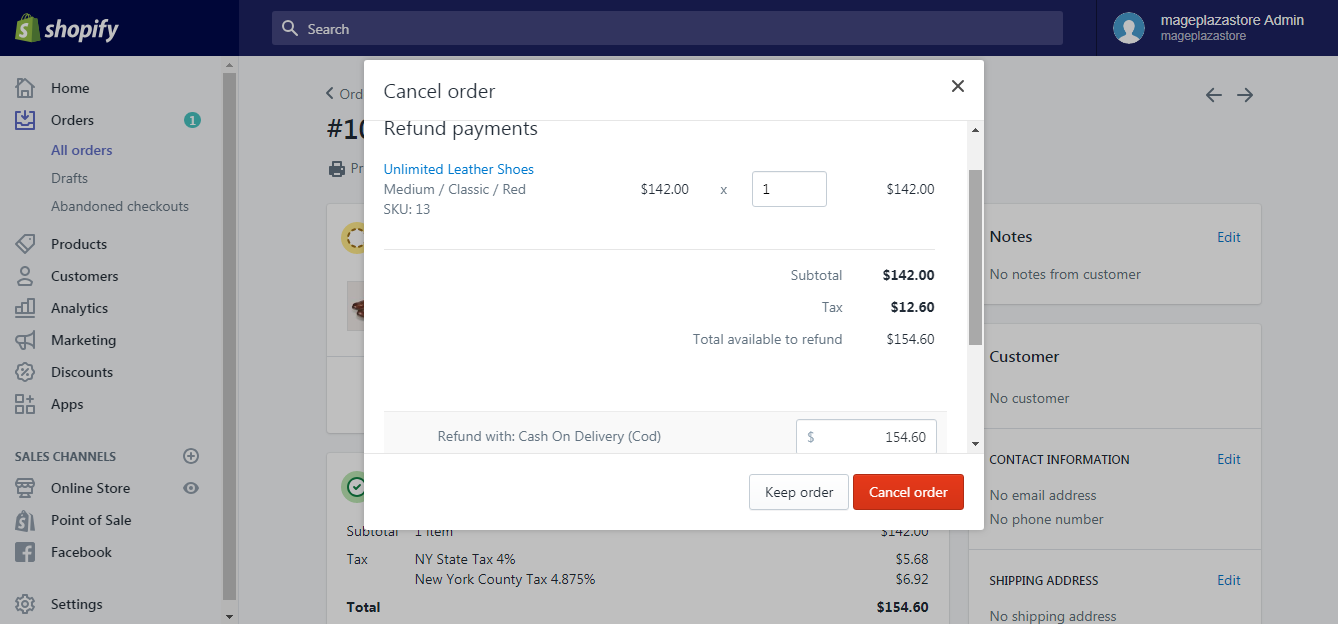 shopify
Search
mageplazastore Admin
mageplazastore
Home
Orders 1
All orders
Drafts
Abandoned checkouts
Products
Customers
Analytics
Marketing
Discounts
Apps
SALES CHANNELS
Online Store
Point of Sale
Facebook
Settings
Cancel order
Refund payments
Unlimited Leather Shoes
Medium / Classic / Red $142.00 x 1 $142.00
SKU: 13
Subtotal $142.00
Tax $12.60
Total available to refund $154.60
Refund with: Cash On Delivery (Cod) $ 154.60
Keep order Cancel order
Subtotal 1 item $142.00
Tax NY State Tax 4% $5.68
New York County Tax 4.875% $6.92
Total $154.60
Notes Edit
No notes from customer
Customer
No customer
CONTACT INFORMATION Edit
No email address
No phone number
SHIPPING ADDRESS Edit
No shipping address